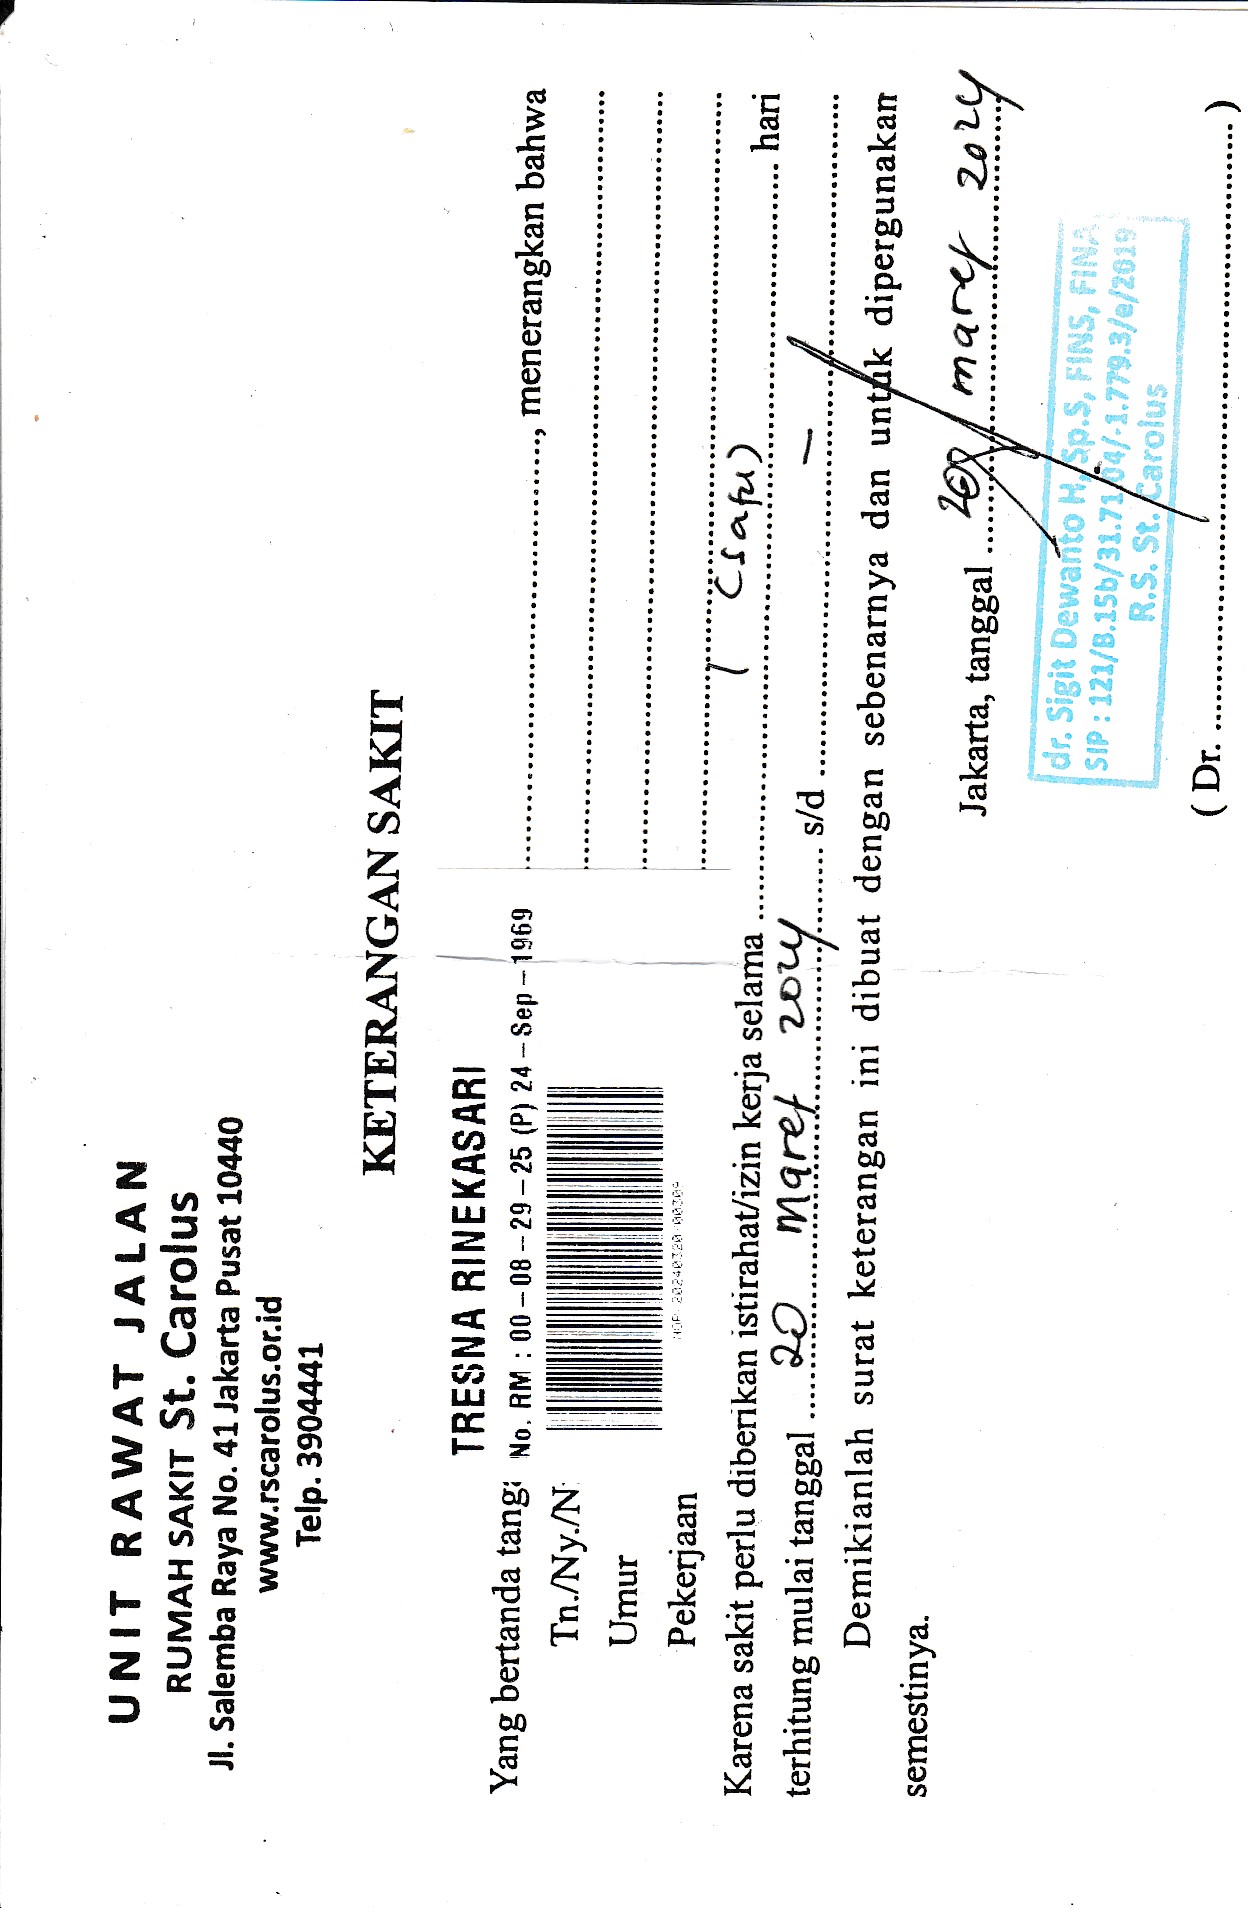 UNIT RAWAT JALAN
RUMAH SAKIT St. Carolus
Jl. Salemba Raya No. 41 Jakarta Pusat 10440
www.rscarolus.or.id
Telp. 3904441
KETERANGAN SAKIT
TRESNA RINEKASARI
Yang bertanda tang ..............................., menerangkan bahwa
No. RM : 00-08-29-25 (P) 24-Sep-1969
Tn./Ny./N
Umur
20240320 00304
Pekerjaan
Karena sakit perlu diberikan istirahat/izin kerja selama ........ 1 (satu) ........ hari
terhitung mulai tanggal ...... 20 Maret 2024 ...... s/d ........ – ........
Demikianlah surat keterangan ini dibuat dengan sebenarnya dan untuk dipergunakan
semestinya.
Jakarta, tanggal ... 20 maret 2024
dr. Sigit Dewanto H, Sp.S, FINS, FINA
SIP : 121/B.15b/31.71.04/-1.779.3/e/2019
R.S. St. Carolus
( Dr. ........................................ )